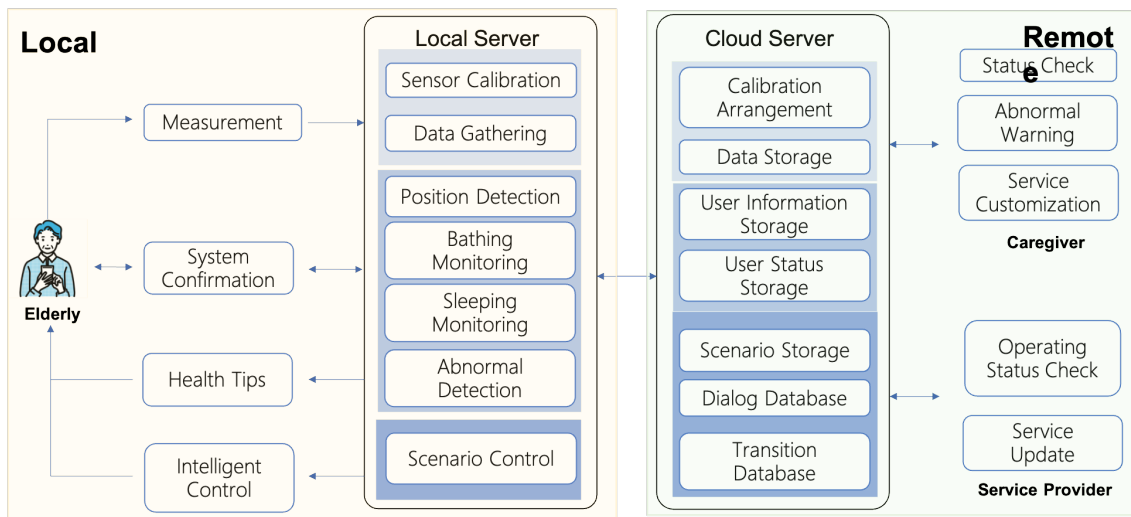 Local
Measurement
System
Confirmation
Elderly
Health Tips
Intelligent
Control
Local Server
Sensor Calibration
Data Gathering
Position Detection
Bathing
Monitoring
Sleeping
Monitoring
Abnormal
Detection
Scenario Control
Cloud Server
Calibration
Arrangement
Data Storage
User Information
Storage
User Status
Storage
Scenario Storage
Dialog Database
Transition
Database
Remot
e
Status Check
Abnormal
Warning
Service
Customization
Caregiver
Operating
Status Check
Service
Update
Service Provider